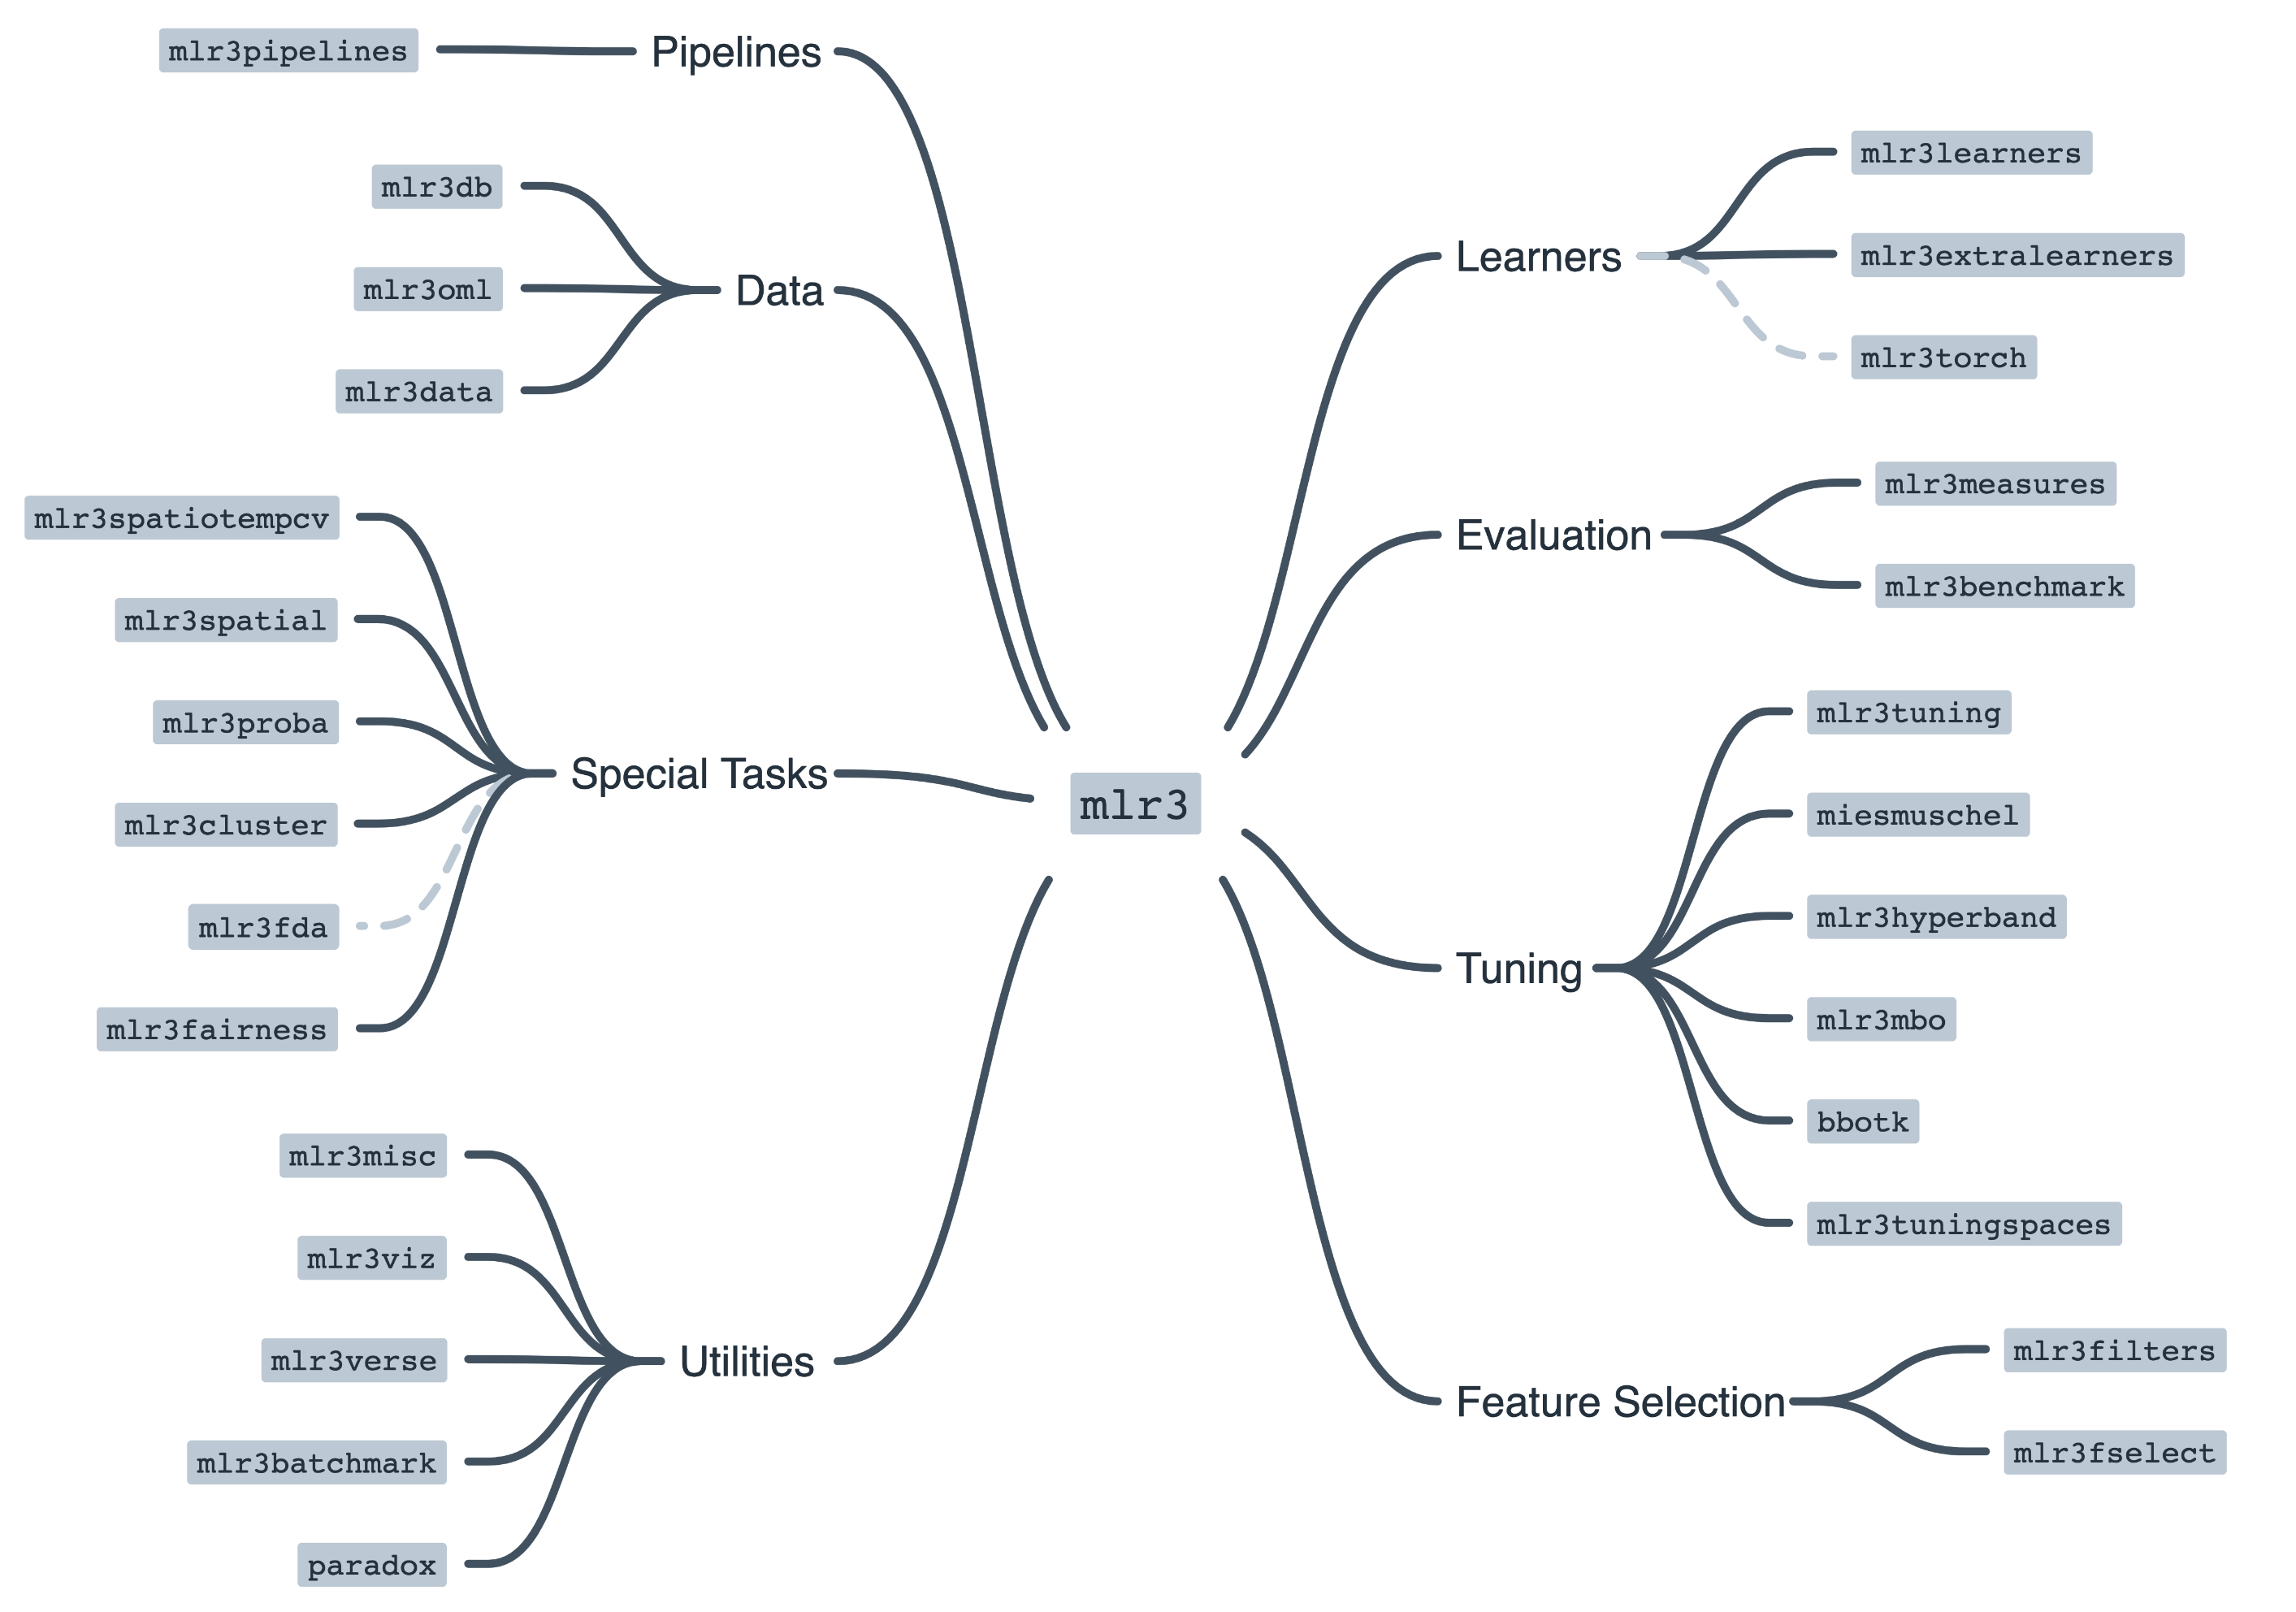 mlr3pipelines
Pipelines
mlr3db
mlr3oml
mlr3data
Data
mlr3spatiotempcv
mlr3spatial
mlr3proba
mlr3cluster
mlr3fda
mlr3fairness
Special Tasks
mlr3misc
mlr3viz
mlr3verse
mlr3batchmark
paradox
Utilities
mlr3
Learners
mlr3learners
mlr3extralearners
mlr3torch
Evaluation
mlr3measures
mlr3benchmark
Tuning
mlr3tuning
miesmuschel
mlr3hyperband
mlr3mbo
bbotk
mlr3tuningspaces
Feature Selection
mlr3filters
mlr3fselect